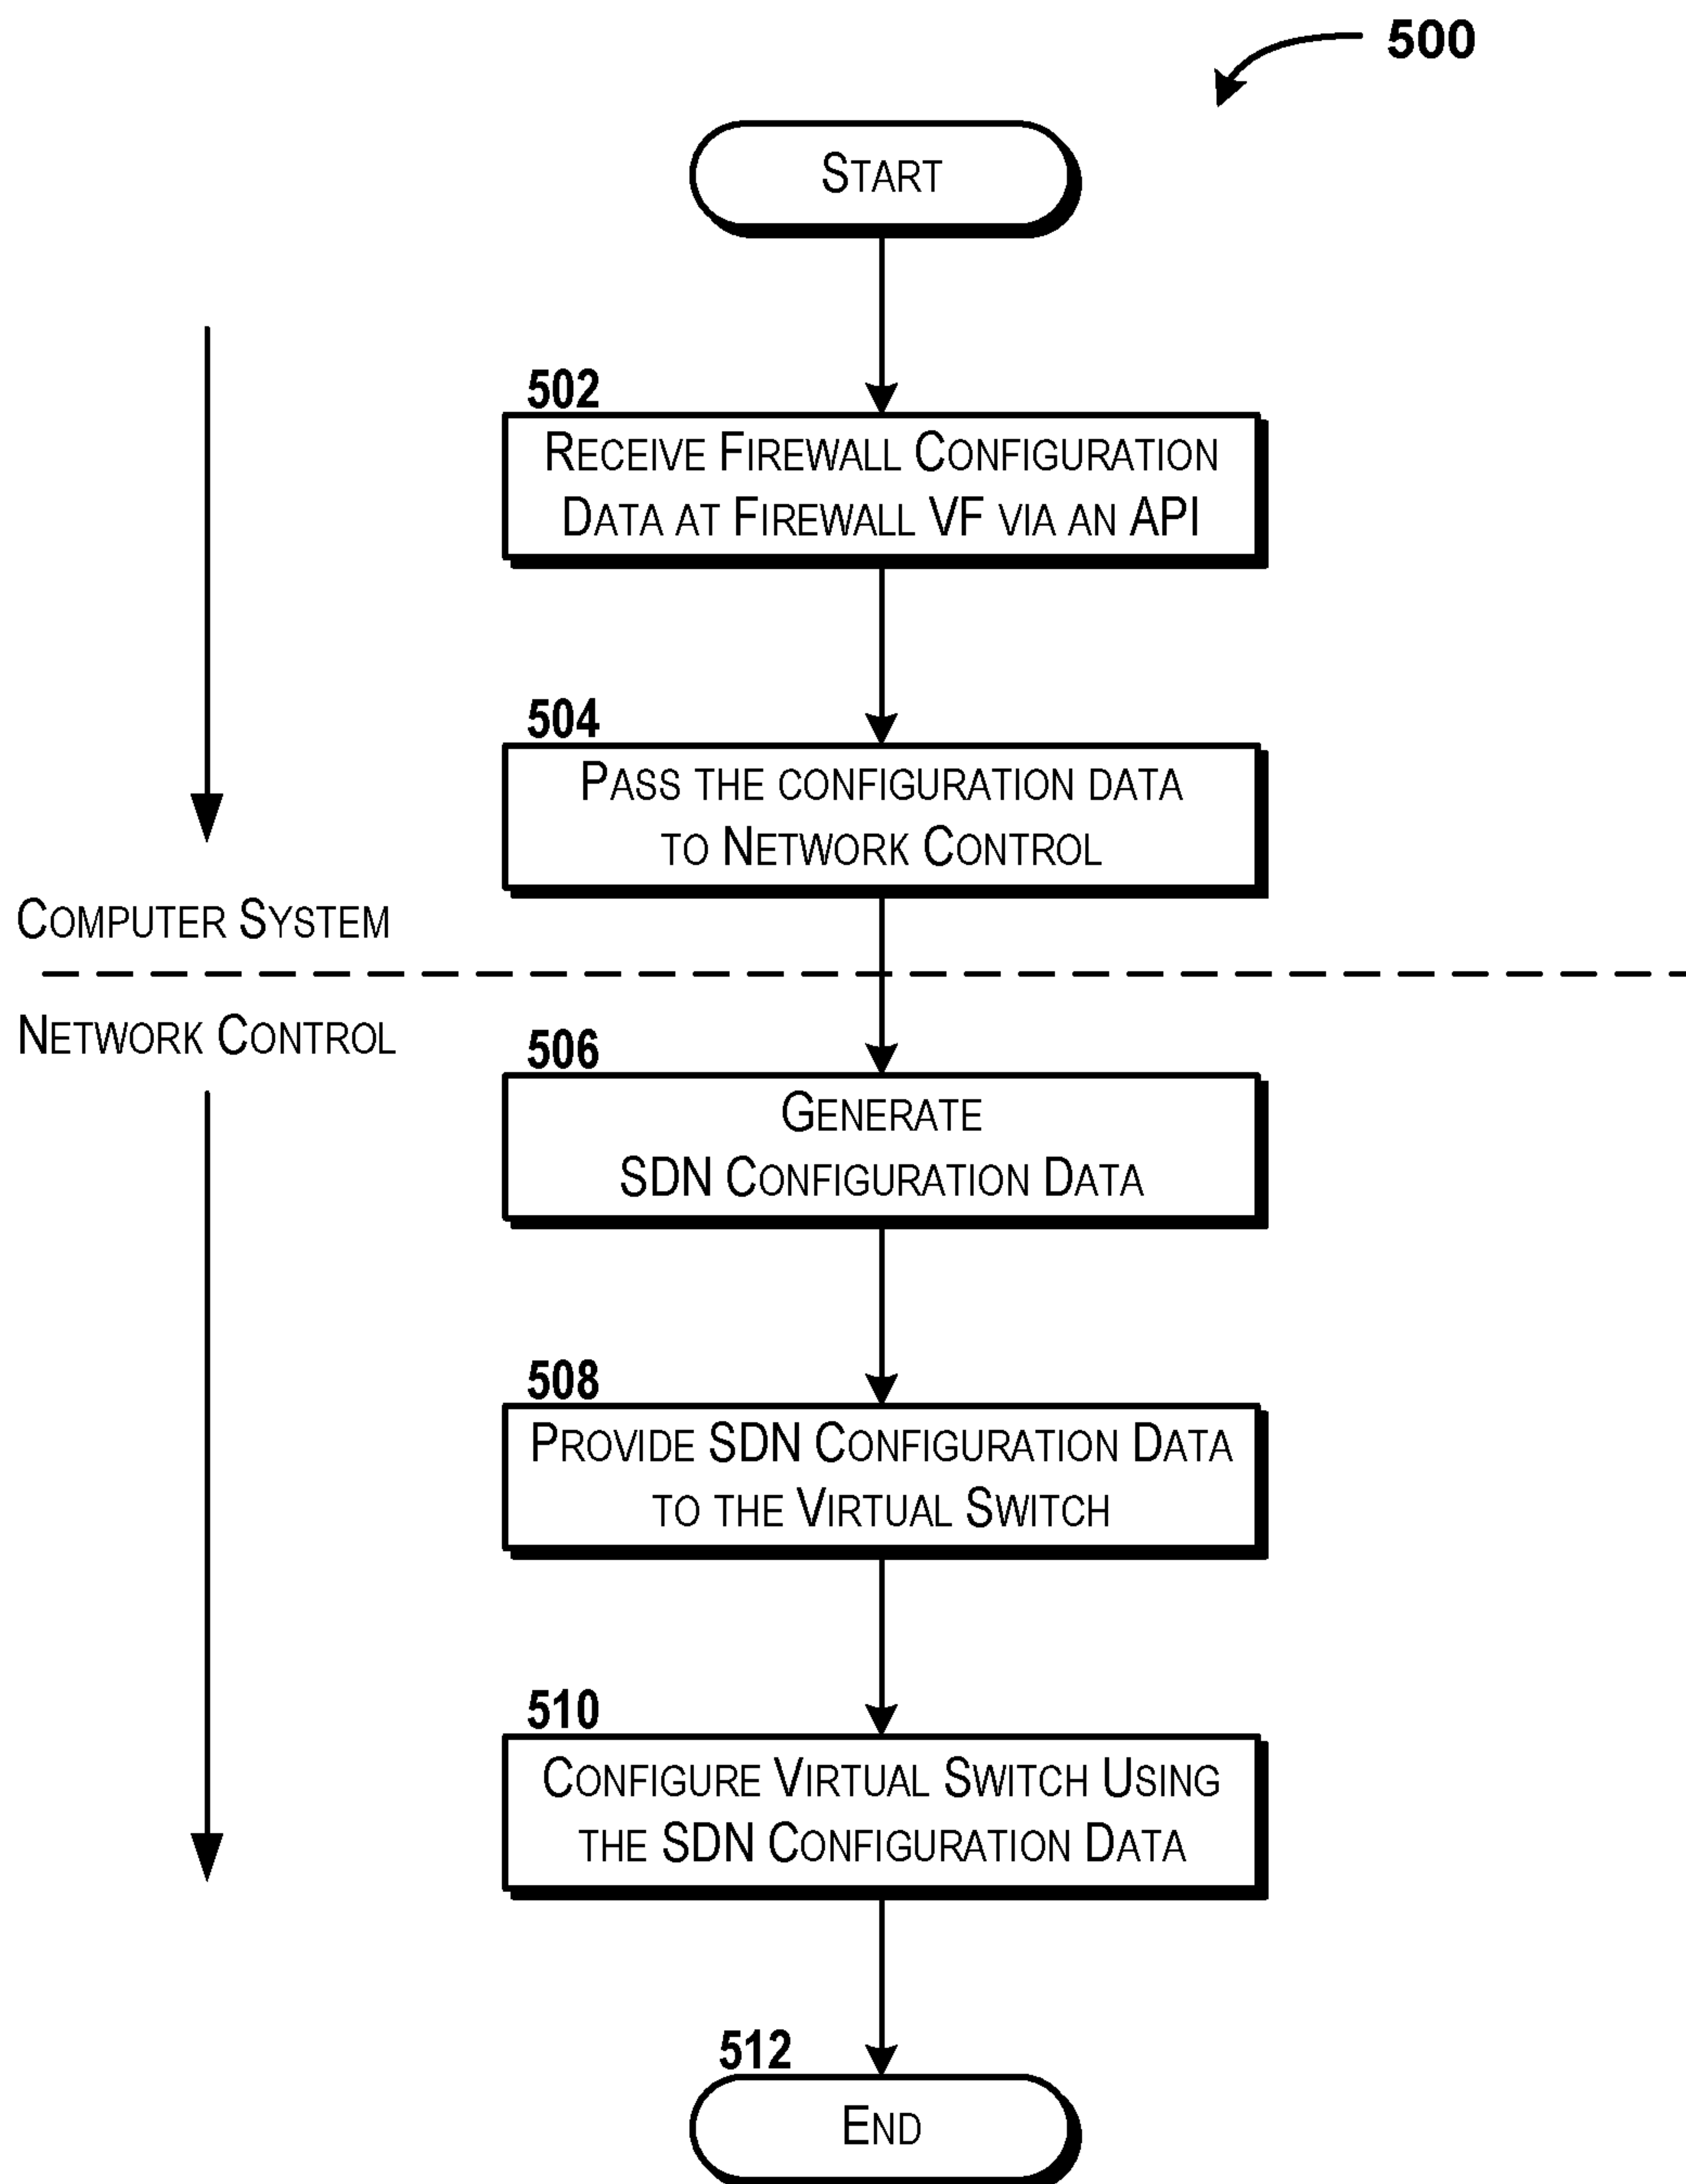 500
START
502
RECEIVE FIREWALL CONFIGURATION
DATA AT FIREWALL VF VIA AN API
504
PASS THE CONFIGURATION DATA
TO NETWORK CONTROL
COMPUTER SYSTEM
NETWORK CONTROL
506
GENERATE
SDN CONFIGURATION DATA
508
PROVIDE SDN CONFIGURATION DATA
TO THE VIRTUAL SWITCH
510
CONFIGURE VIRTUAL SWITCH USING
THE SDN CONFIGURATION DATA
512
END